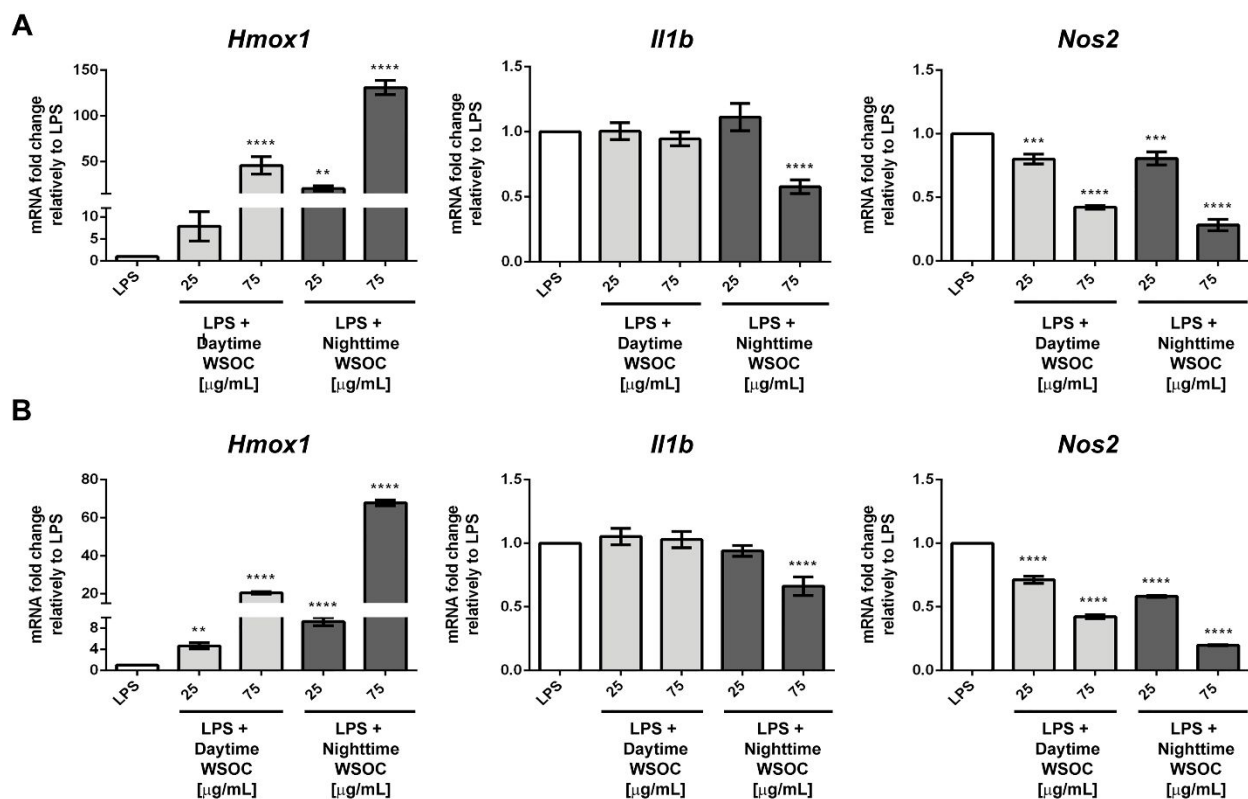 A
Hmox1
mRNA fold change
relatively to LPS
150
100
50
10
5
0
****
**
****
LPS
25
75
25
75
LPS +
Daytime
WSOC
[μg/mL]
LPS +
Nighttime
WSOC
[μg/mL]
Il1b
mRNA fold change
relatively to LPS
1.5
1.0
0.5
0.0
****
LPS
25
75
25
75
LPS +
Daytime
WSOC
[μg/mL]
LPS +
Nighttime
WSOC
[μg/mL]
Nos2
mRNA fold change
relatively to LPS
1.5
1.0
0.5
0.0
***
****
***
****
LPS
25
75
25
75
LPS +
Daytime
WSOC
[μg/mL]
LPS +
Nighttime
WSOC
[μg/mL]
B
Hmox1
mRNA fold change
relatively to LPS
80
60
40
20
8
4
0
**
****
****
****
LPS
25
75
25
75
LPS +
Daytime
WSOC
[μg/mL]
LPS +
Nighttime
WSOC
[μg/mL]
Il1b
mRNA fold change
relatively to LPS
1.5
1.0
0.5
0.0
****
LPS
25
75
25
75
LPS +
Daytime
WSOC
[μg/mL]
LPS +
Nighttime
WSOC
[μg/mL]
Nos2
mRNA fold change
relatively to LPS
1.5
1.0
0.5
0.0
****
****
****
****
LPS
25
75
25
75
LPS +
Daytime
WSOC
[μg/mL]
LPS +
Nighttime
WSOC
[μg/mL]